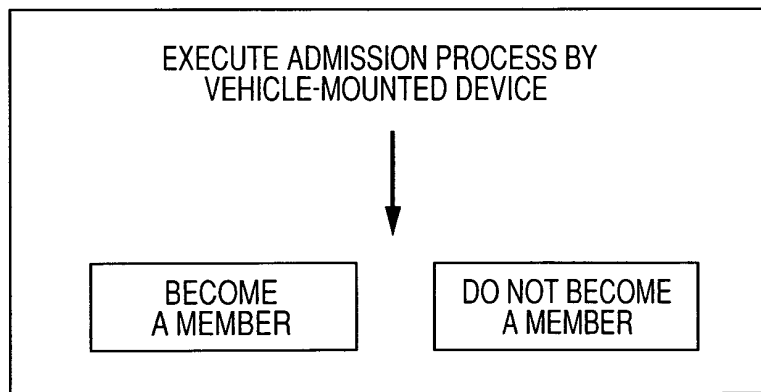 EXECUTE ADMISSION PROCESS BY
VEHICLE-MOUNTED DEVICE
BECOME
A MEMBER
DO NOT BECOME
A MEMBER